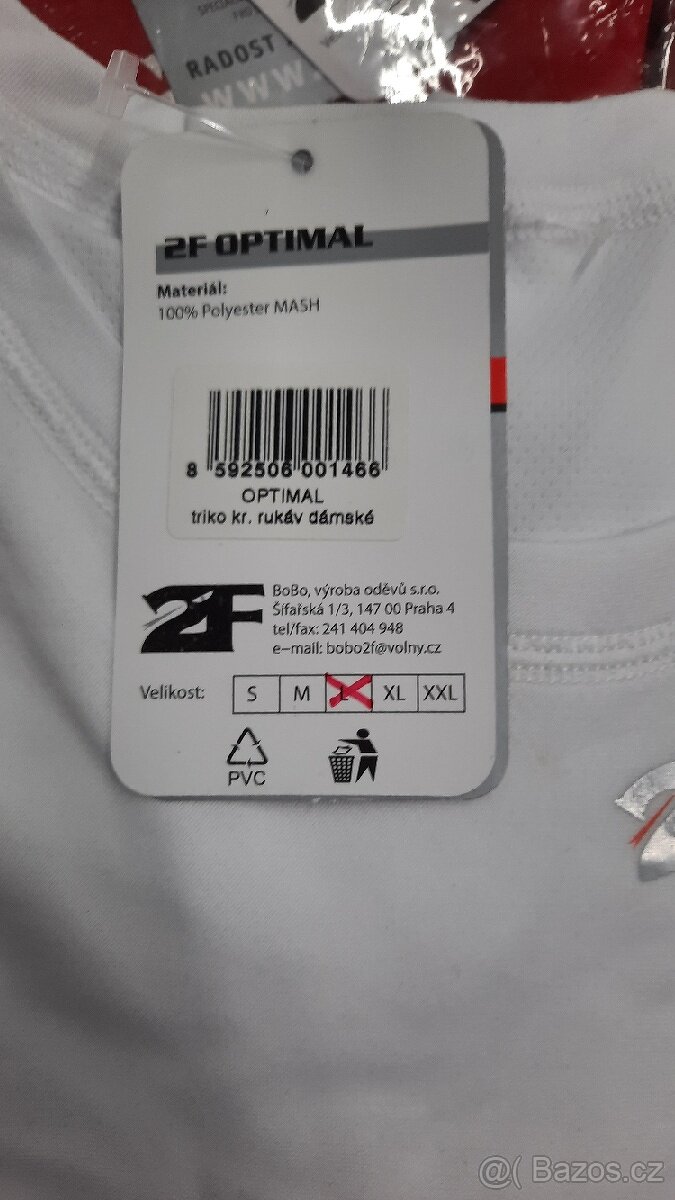 RADOST
WWW.
2F OPTIMAL
Materiál:
100% Polyester MASH
8 592506 001466
OPTIMAL
triko kr. rukáv dámské
2F
BoBo, výroba oděvů s.r.o.
Šífařská 1/3, 147 00 Praha 4
tel/fax: 241 404 948
e-mail: bobo2f@volny.cz
Velikost: S M L XL XXL
PVC
@( Bazos.cz